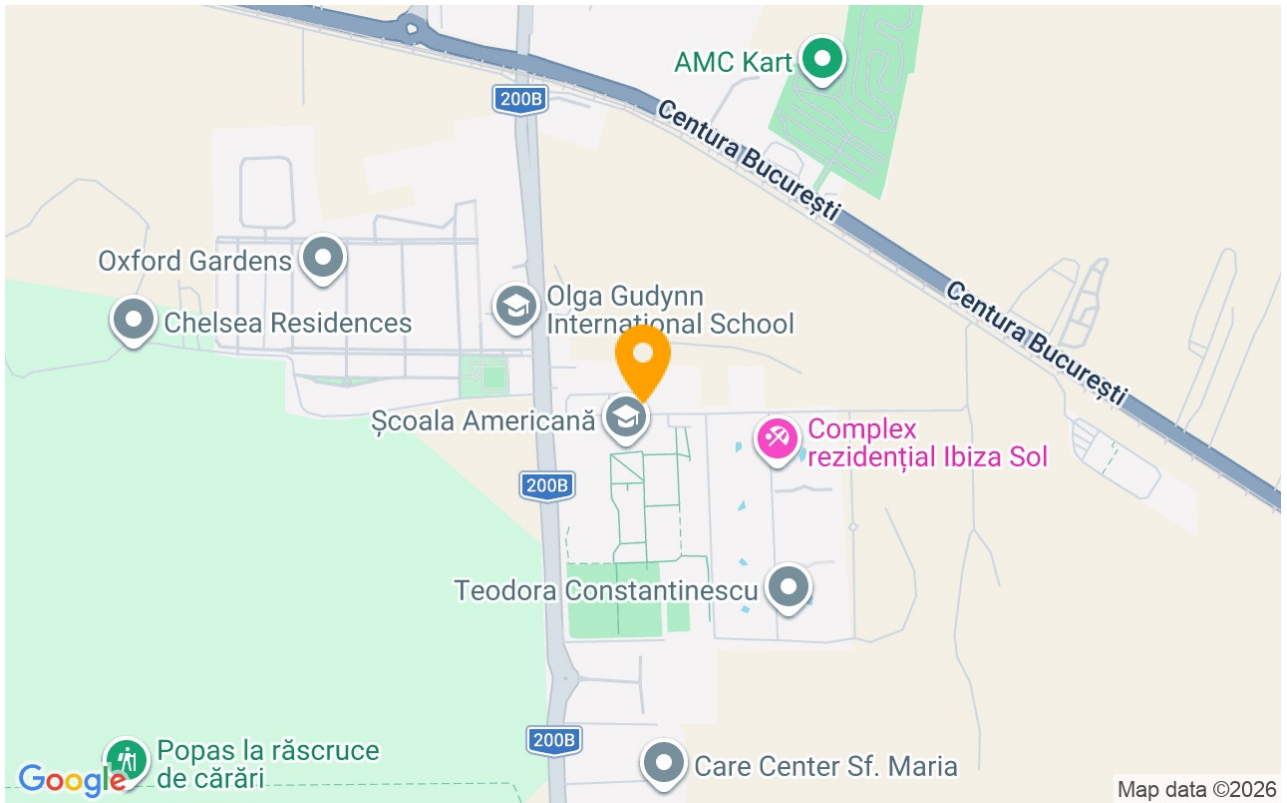 AMC Kart
200B
Centura București
Oxford Gardens
Chelsea Residences
Olga Gudynn
International School
Centura București
Școala Americană
Complex
rezidențial Ibiza Sol
200B
Teodora Constantinescu
200B
Popas la răscruce
de cărări
Care Center Sf. Maria
Google
Map data ©2026